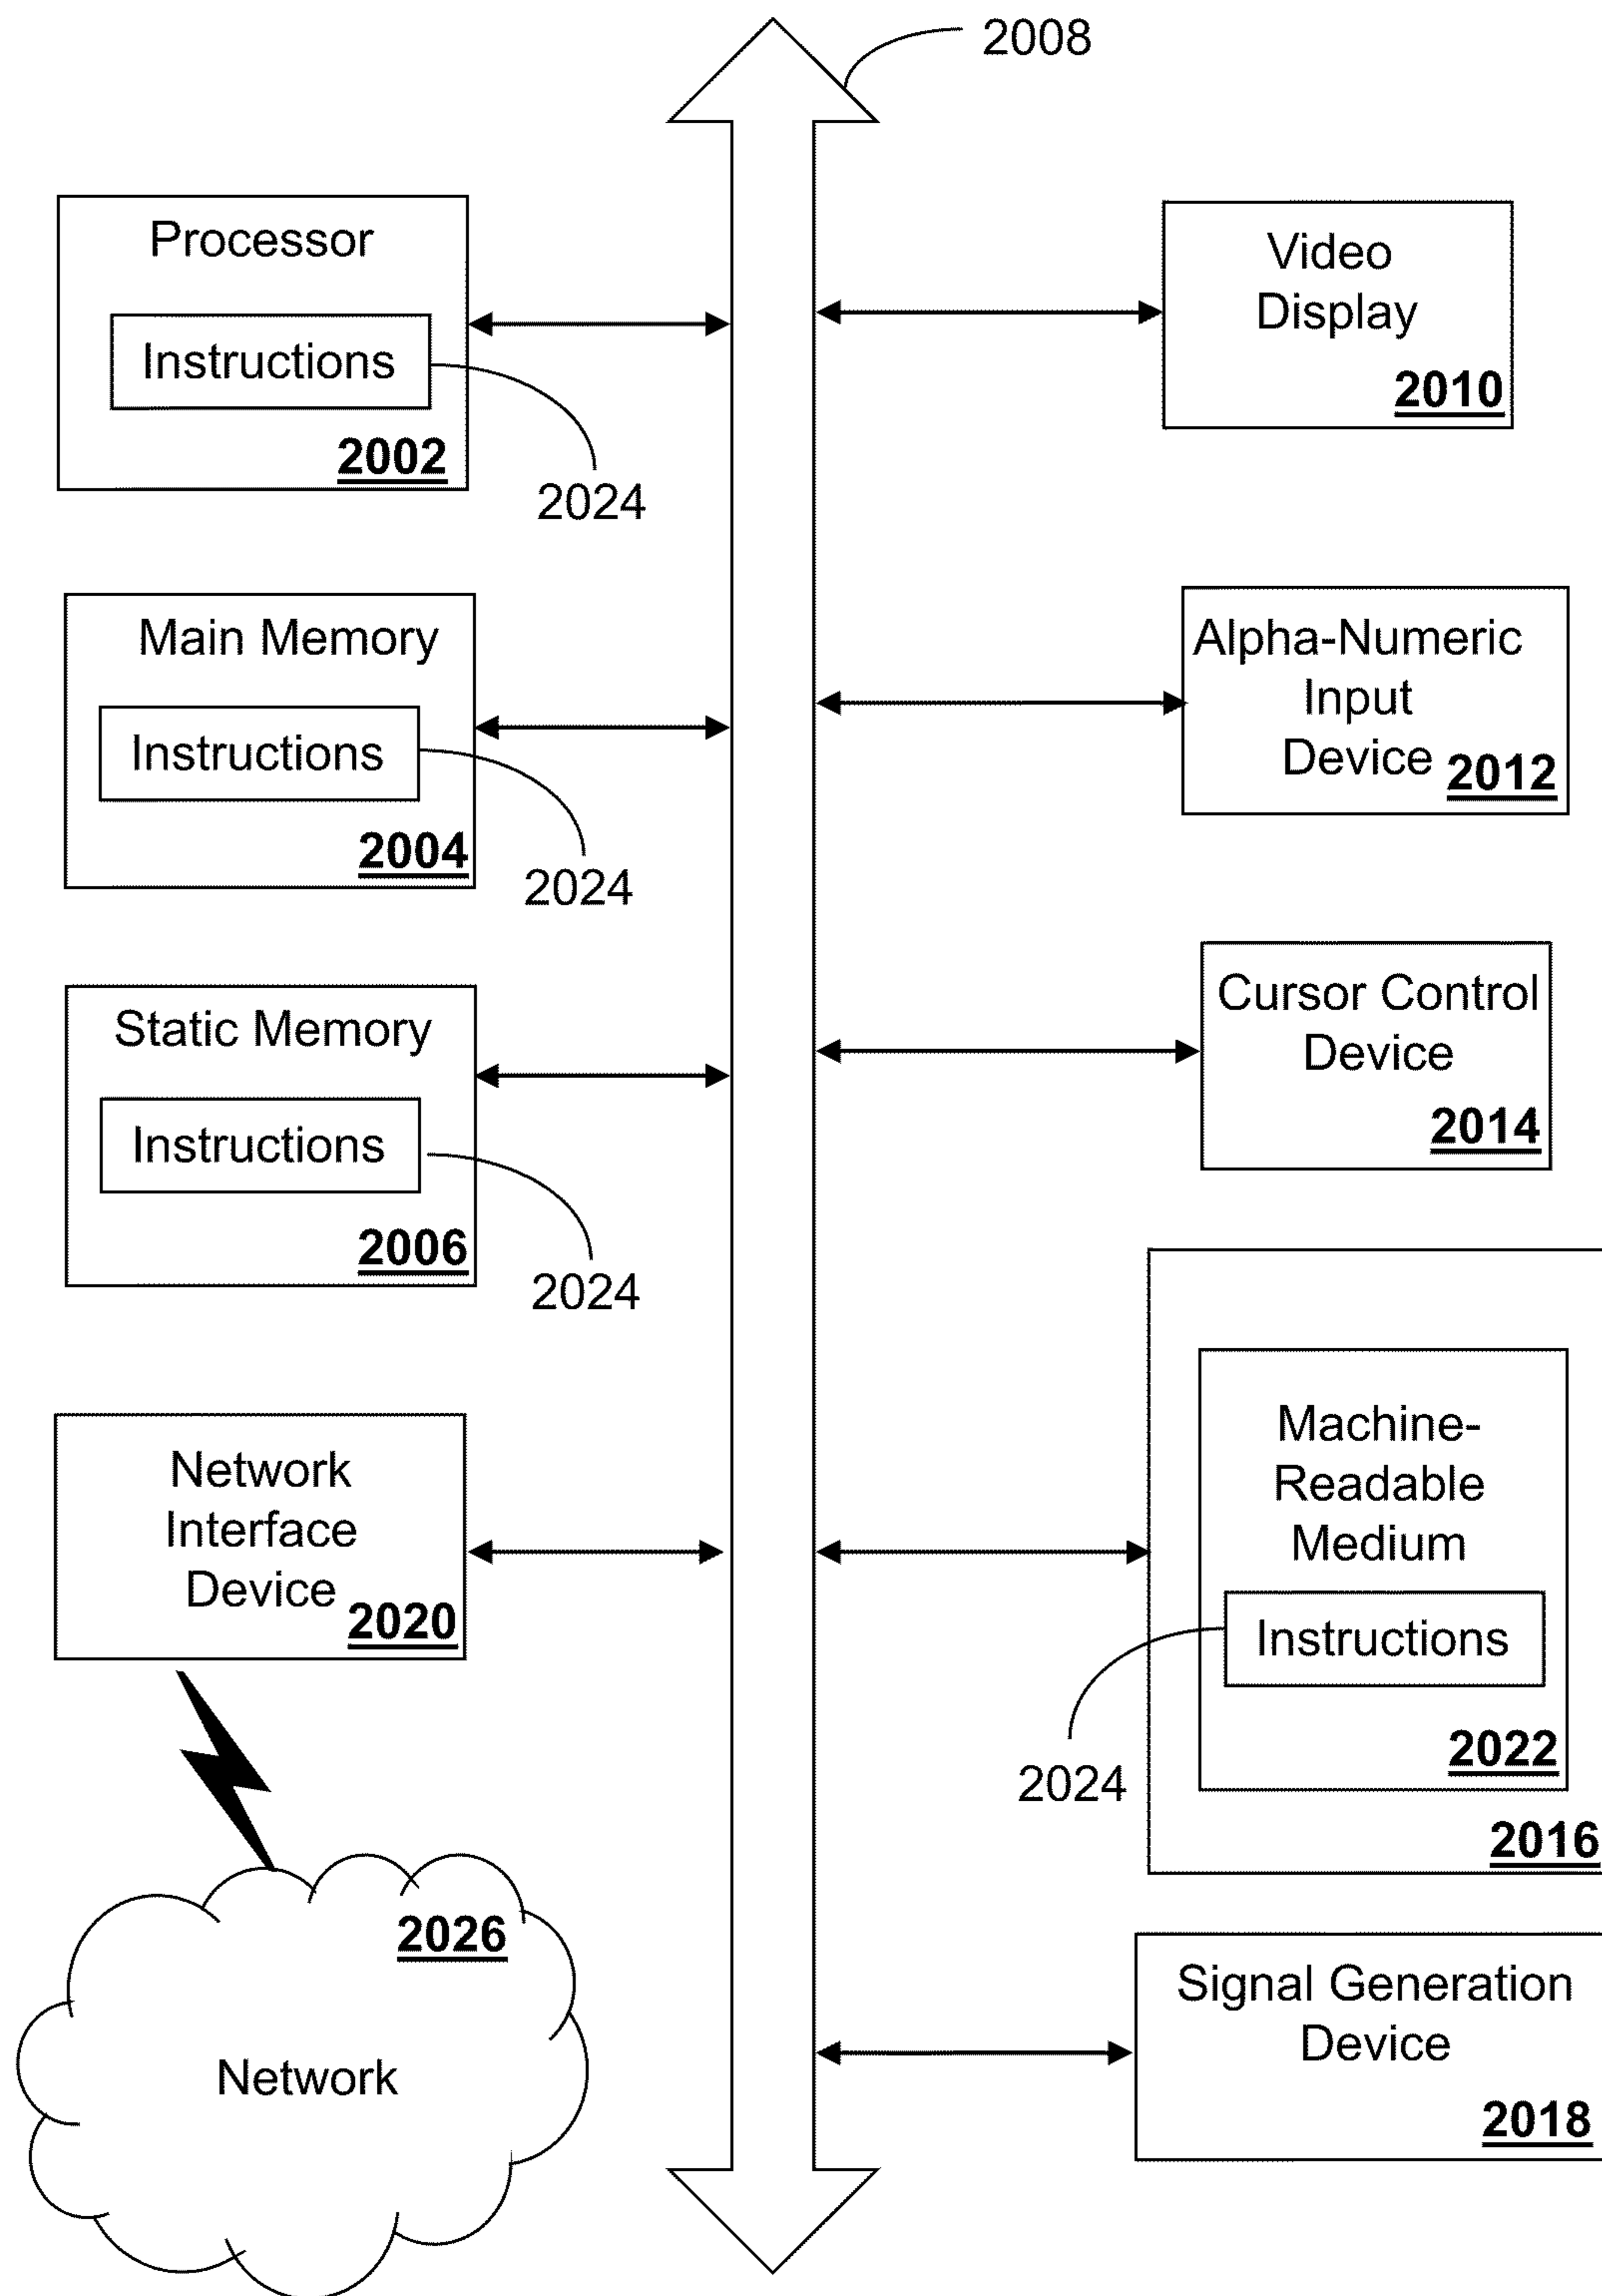 2008
Processor
Instructions
2002
2024
Main Memory
Instructions
2004
2024
Static Memory
Instructions
2006
2024
Network
Interface
Device
2020
2026
Network
Video
Display
2010
Alpha-Numeric
Input
Device 2012
Cursor Control
Device
2014
Machine-
Readable
Medium
Instructions
2022
2024
2016
Signal Generation
Device
2018